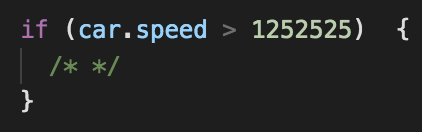 if (car.speed > 1252525)  {
/* */
}